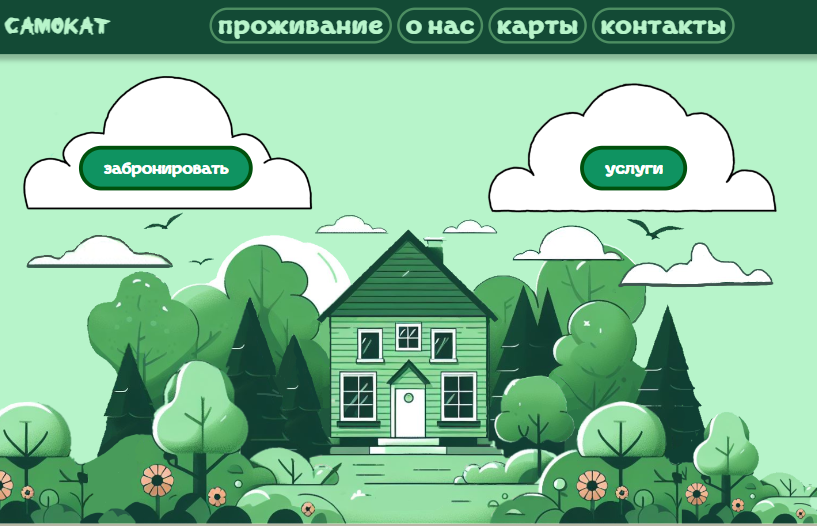 САМОКАТ
проживание о нас карты контакты
забронировать
услуги